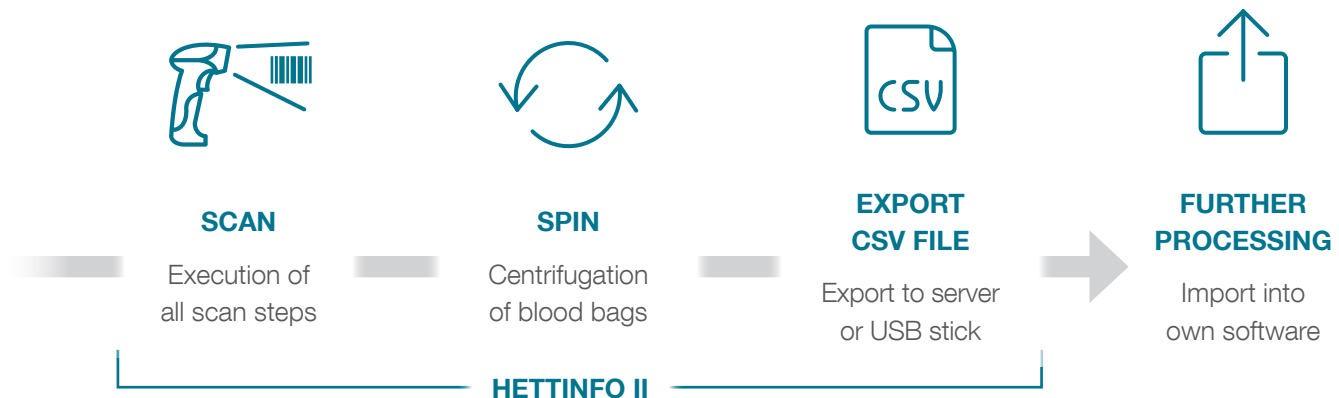 SCAN
Execution of
all scan steps
SPIN
Centrifugation
of blood bags
CSV
EXPORT
CSV FILE
Export to server
or USB stick
FURTHER
PROCESSING
Import into
own software
HETTINFO II